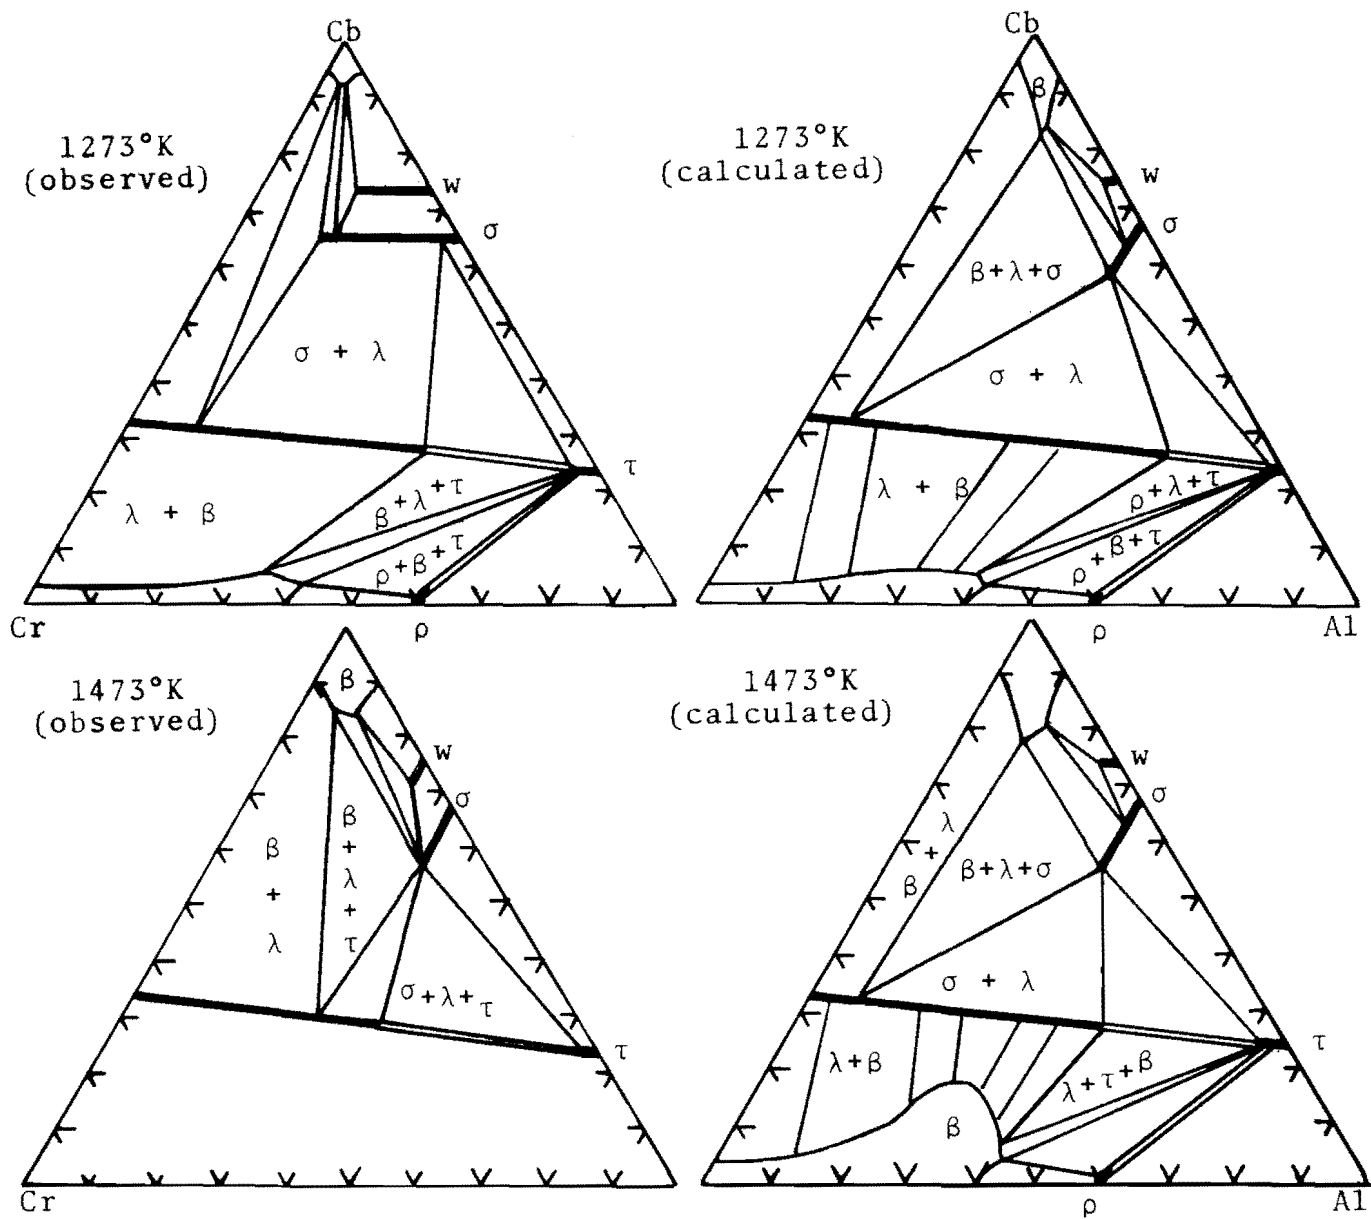 Cb
1273°K
(observed)
w
σ
σ + λ
τ
λ + β
β+λ+τ
ρ+β+τ
Cr
ρ
Cb
1273°K
(calculated)
β
w
σ
β+λ+σ
σ + λ
λ + β
ρ+λ+τ
ρ+β+τ
ρ
Al
1473°K
(observed)
β
w
σ
β
+
λ
β
+
λ
+
τ
σ+λ+τ
τ
Cr
1473°K
(calculated)
w
σ
λ
+
β
β+λ+σ
σ + λ
τ
λ+β
λ+τ+β
β
ρ
Al